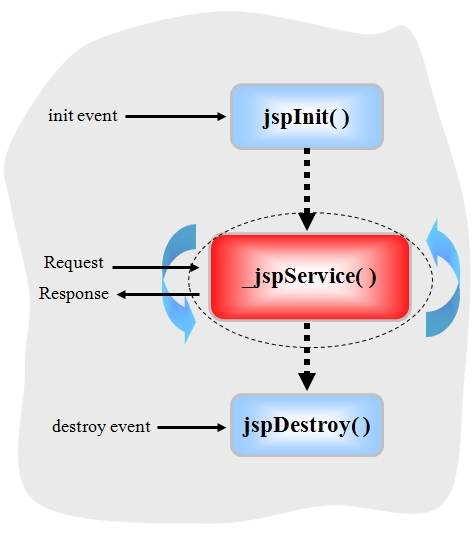 init event
jspInit( )
Request
_jspService( )
Response
destroy event
jspDestroy( )